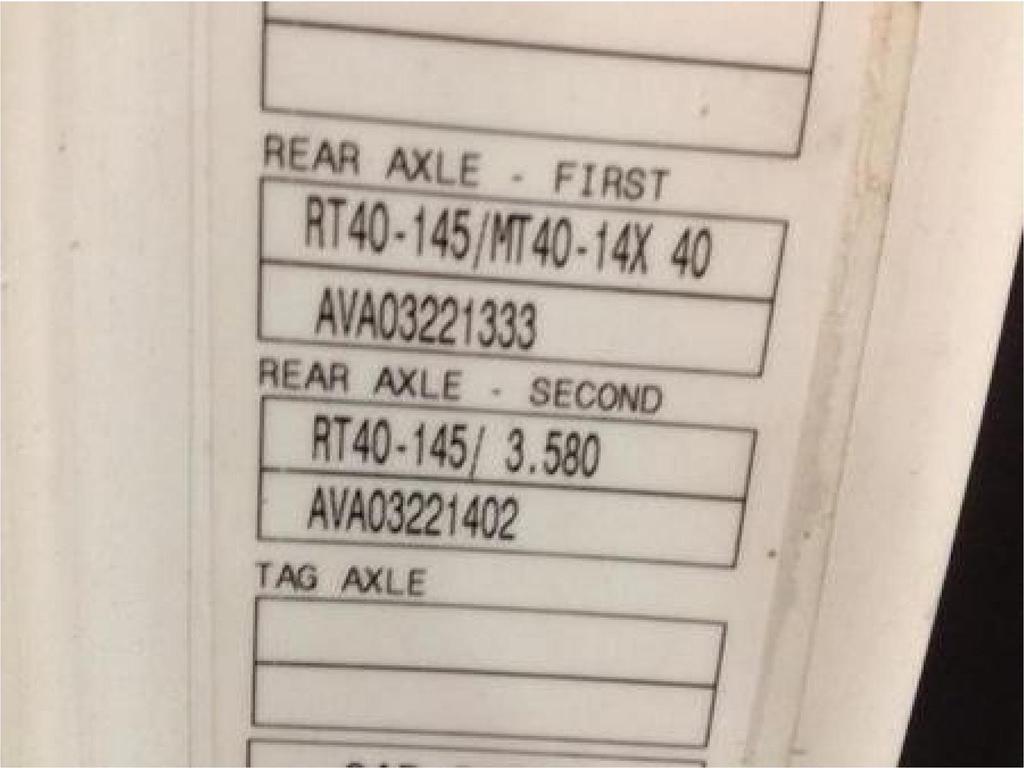 REAR AXLE - FIRST
RT40-145/MT40-14X 40
AVA03221333
REAR AXLE - SECOND
RT40-145/ 3.580
AVA03221402
TAG AXLE